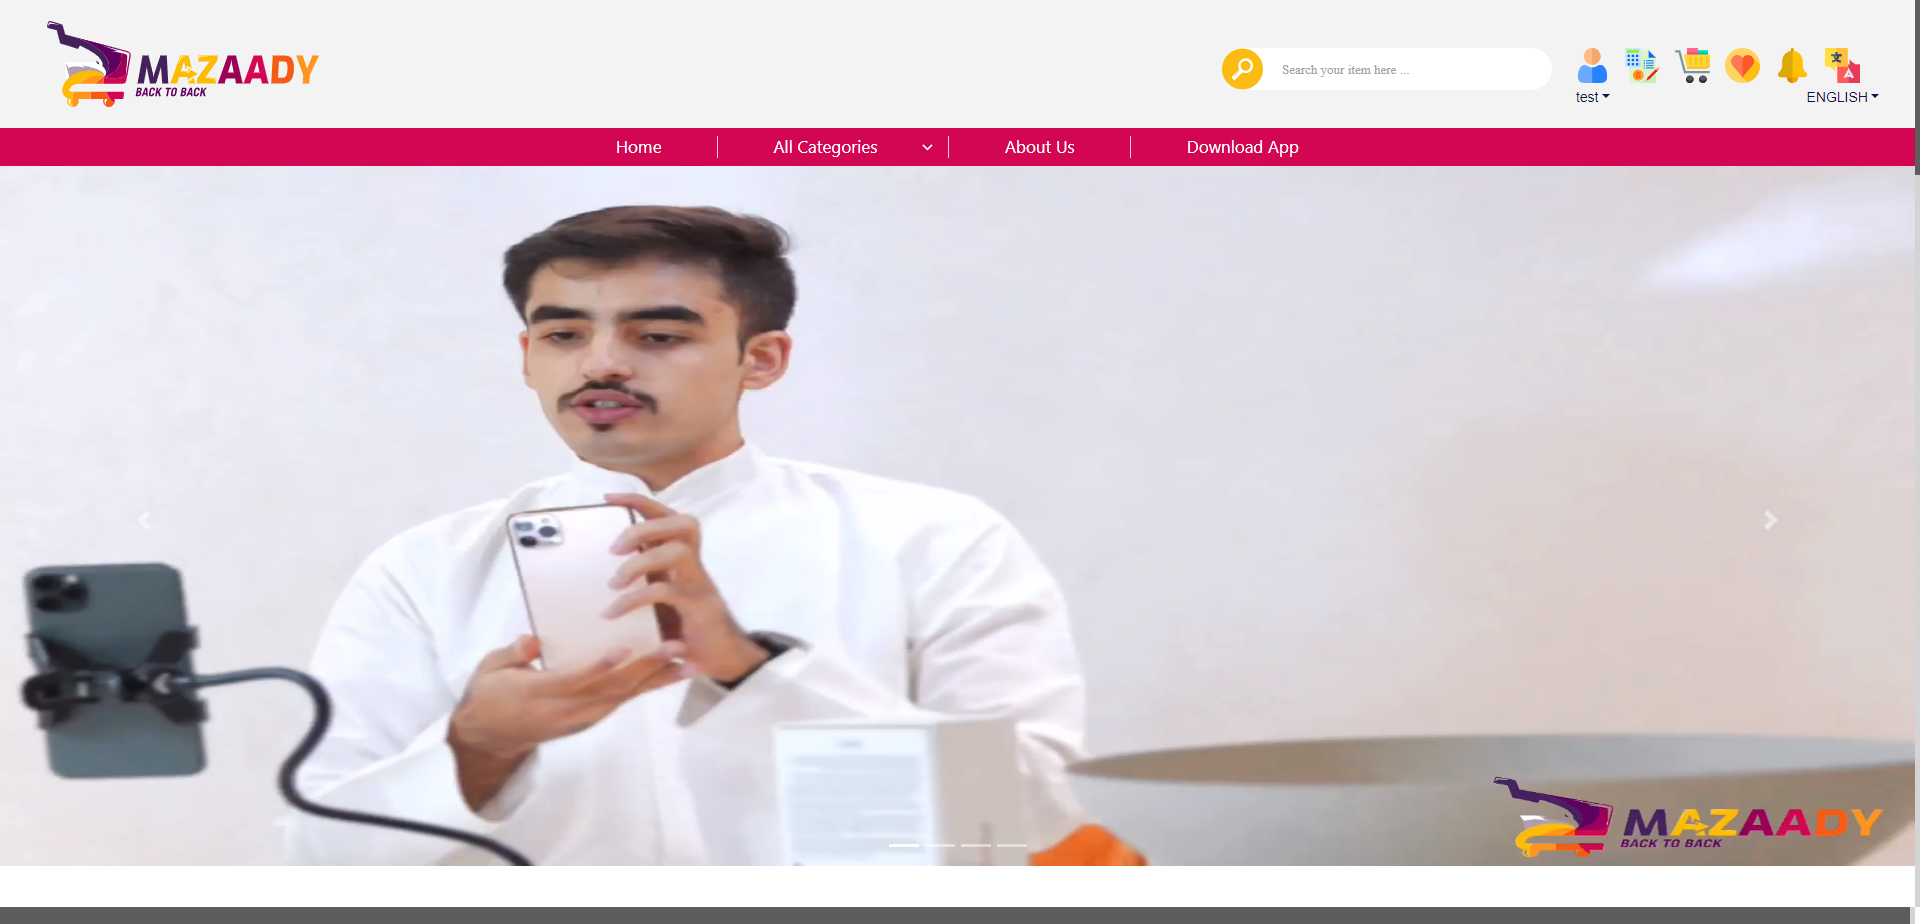 MAZAADY
BACK TO BACK
Search your item here ...
test
ENGLISH
Home
All Categories
About Us
Download App
MAZAADY
BACK TO BACK